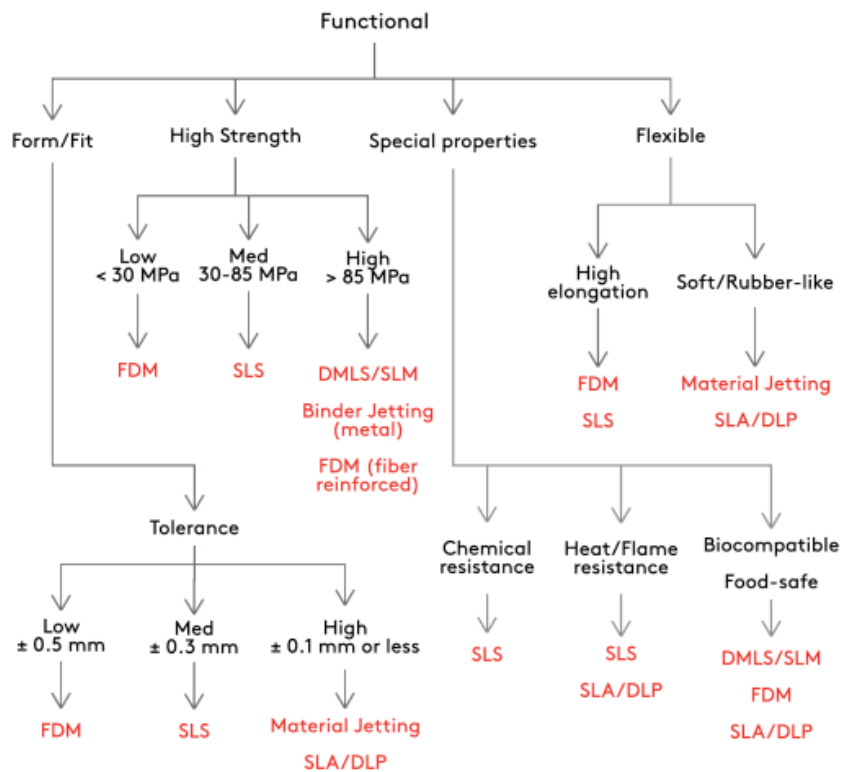 Functional
Form/Fit
High Strength
Special properties
Flexible
Low
< 30 MPa
Med
30-85 MPa
High
> 85 MPa
High
elongation
Soft/Rubber-like
FDM
SLS
DMLS/SLM
Binder Jetting
(metal)
FDM (fiber
reinforced)
FDM
SLS
Material Jetting
SLA/DLP
Tolerance
Chemical
resistance
Heat/Flame
resistance
Biocompatible
Food-safe
Low
± 0.5 mm
Med
± 0.3 mm
High
± 0.1 mm or less
SLS
SLS
SLA/DLP
DMLS/SLM
FDM
SLA/DLP
FDM
SLS
Material Jetting
SLA/DLP